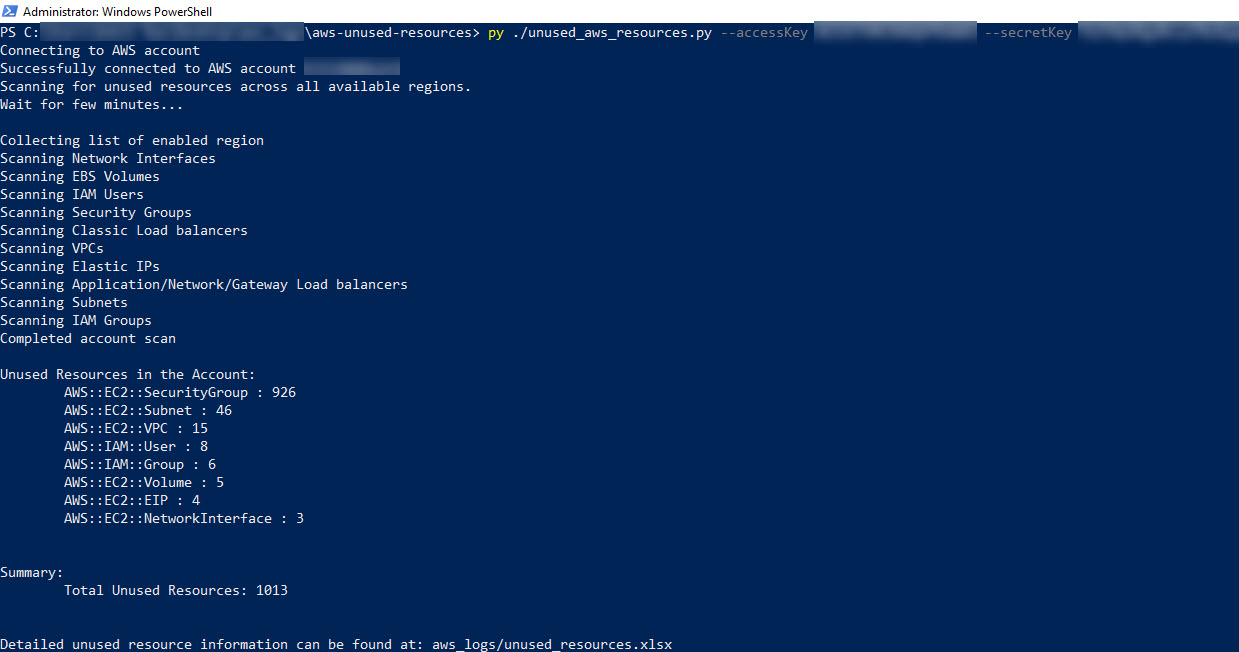 Administrator: Windows PowerShell
PS C: \aws-unused-resources> py ./unused_aws_resources.py --accessKey --secretKey
Connecting to AWS account
Successfully connected to AWS account
Scanning for unused resources across all available regions.
Wait for few minutes...
Collecting list of enabled region
Scanning Network Interfaces
Scanning EBS Volumes
Scanning IAM Users
Scanning Security Groups
Scanning Classic Load balancers
Scanning VPCs
Scanning Elastic IPs
Scanning Application/Network/Gateway Load balancers
Scanning Subnets
Scanning IAM Groups
Completed account scan
Unused Resources in the Account:
AWS::EC2::SecurityGroup : 926
AWS::EC2::Subnet : 46
AWS::EC2::VPC : 15
AWS::IAM::User : 8
AWS::IAM::Group : 6
AWS::EC2::Volume : 5
AWS::EC2::EIP : 4
AWS::EC2::NetworkInterface : 3
Summary:
Total Unused Resources: 1013
Detailed unused resource information can be found at: aws_logs/unused_resources.xlsx